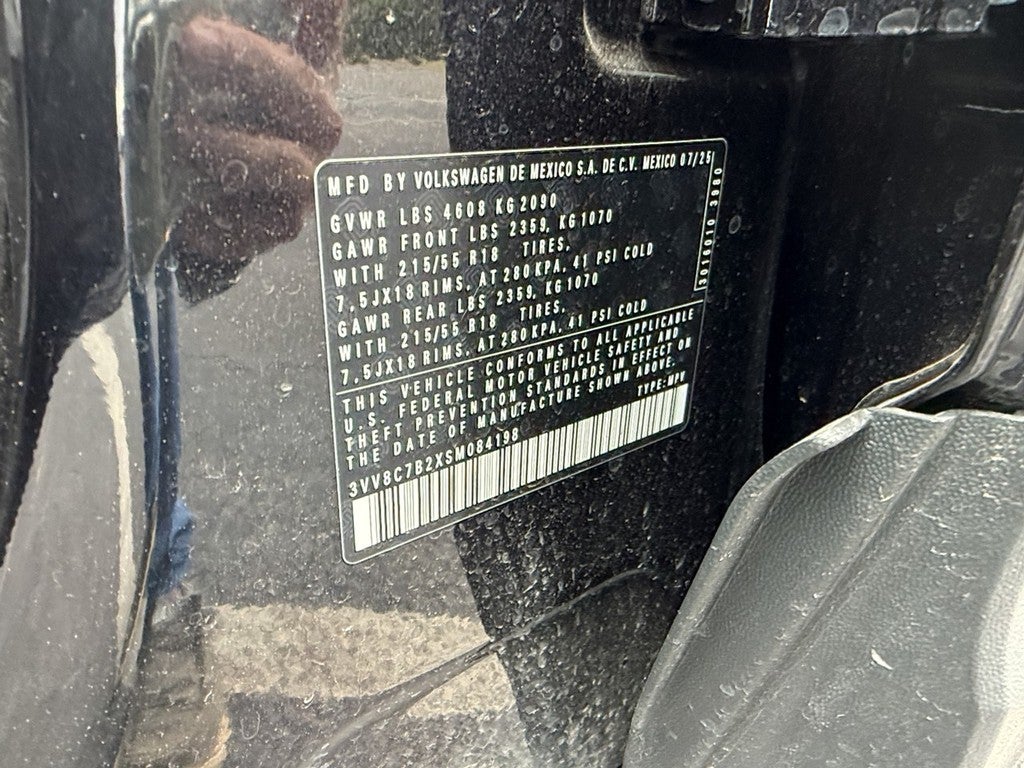 MFD BY VOLKSWAGEN DE MEXICO S.A. DE C.V. MEXICO 07/25
GVWR LBS 4608 KG 2090
GAWR FRONT LBS 2359, KG 1070
WITH 215/55 R18 TIRES,
7,5JX18 RIMS, AT 280 KPA, 41 PSI COLD
GAWR REAR LBS 2359, KG 1070
WITH 215/55 R18 TIRES,
7,5JX18 RIMS, AT 280 KPA, 41 PSI COLD
THIS VEHICLE CONFORMS TO ALL APPLICABLE
U.S. FEDERAL MOTOR VEHICLE SAFETY AND
THEFT PREVENTION STANDARDS IN EFFECT ON
THE DATE OF MANUFACTURE SHOWN ABOVE.
3VV8C7B2XSM084198 TYPE: MPV
3016010 3980